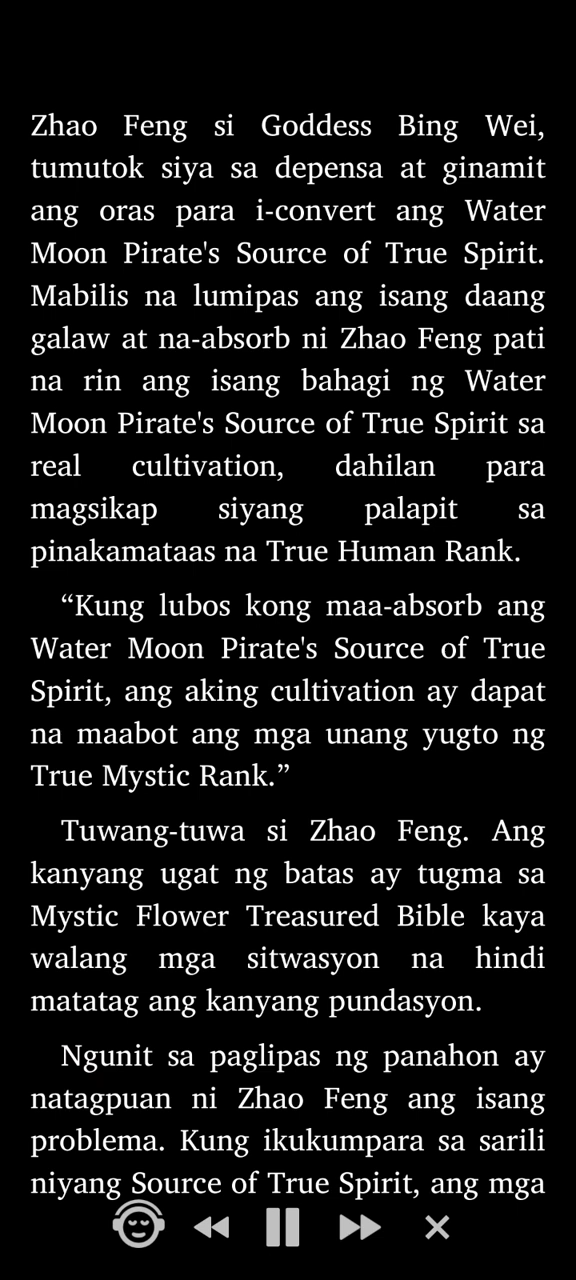 Zhao Feng si Goddess Bing Wei,
tumutok siya sa depensa at ginamit
ang oras para i-convert ang Water
Moon Pirate's Source of True Spirit.
Mabilis na lumipas ang isang daang
galaw at na-absorb ni Zhao Feng pati
na rin ang isang bahagi ng Water
Moon Pirate's Source of True Spirit sa
real cultivation, dahilan para
magsikap siyang palapit sa
pinakamataas na True Human Rank.
“Kung lubos kong maa-absorb ang
Water Moon Pirate's Source of True
Spirit, ang aking cultivation ay dapat
na maabot ang mga unang yugto ng
True Mystic Rank.”
Tuwang-tuwa si Zhao Feng. Ang
kanyang ugat ng batas ay tugma sa
Mystic Flower Treasured Bible kaya
walang mga sitwasyon na hindi
matatag ang kanyang pundasyon.
Ngunit sa paglipas ng panahon ay
natagpuan ni Zhao Feng ang isang
problema. Kung ikukumpara sa sarili
niyang Source of True Spirit, ang mga